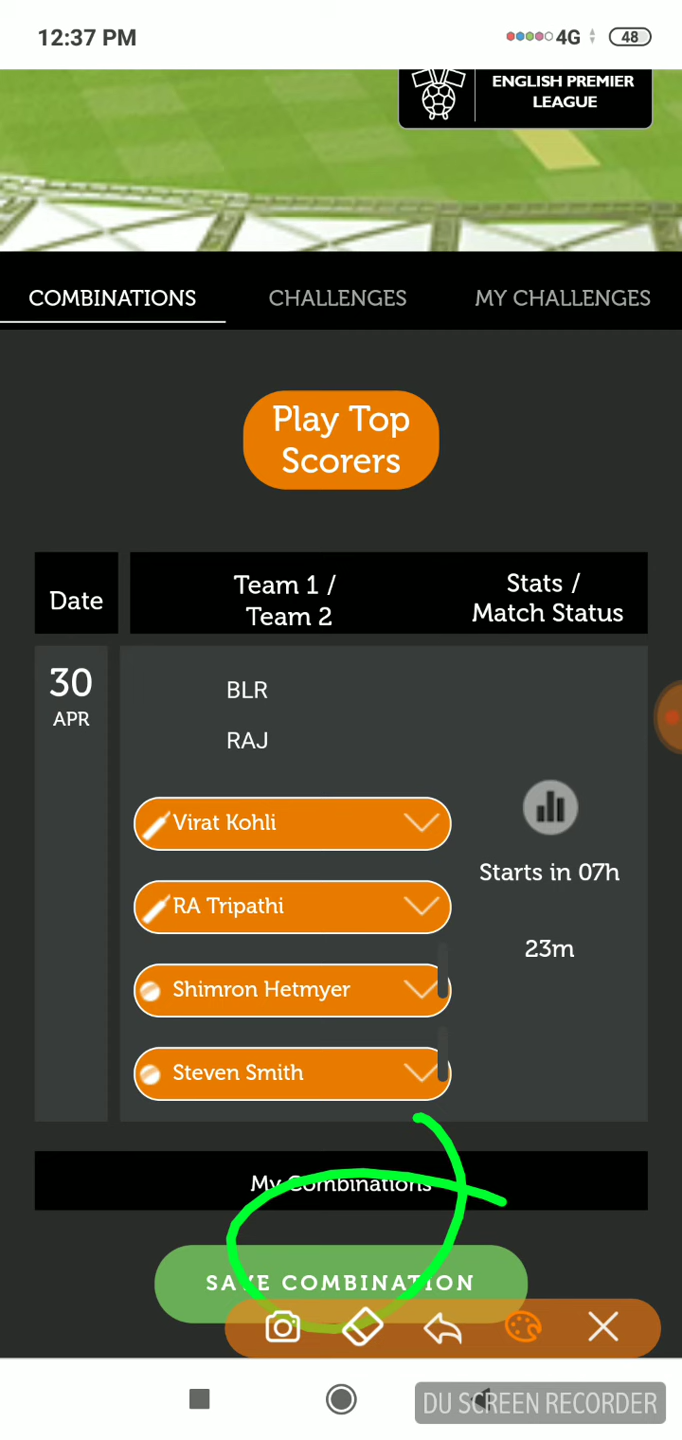 12:37 PM
4G
48
ENGLISH PREMIER
LEAGUE
COMBINATIONS
CHALLENGES
MY CHALLENGES
Play Top
Scorers
Date
Team 1 /
Team 2
Stats /
Match Status
30
APR
BLR
RAJ
Virat Kohli
RA Tripathi
Shimron Hetmyer
Steven Smith
Starts in 07h
23m
My Combinations
SAVE COMBINATION
DU SCREEN RECORDER